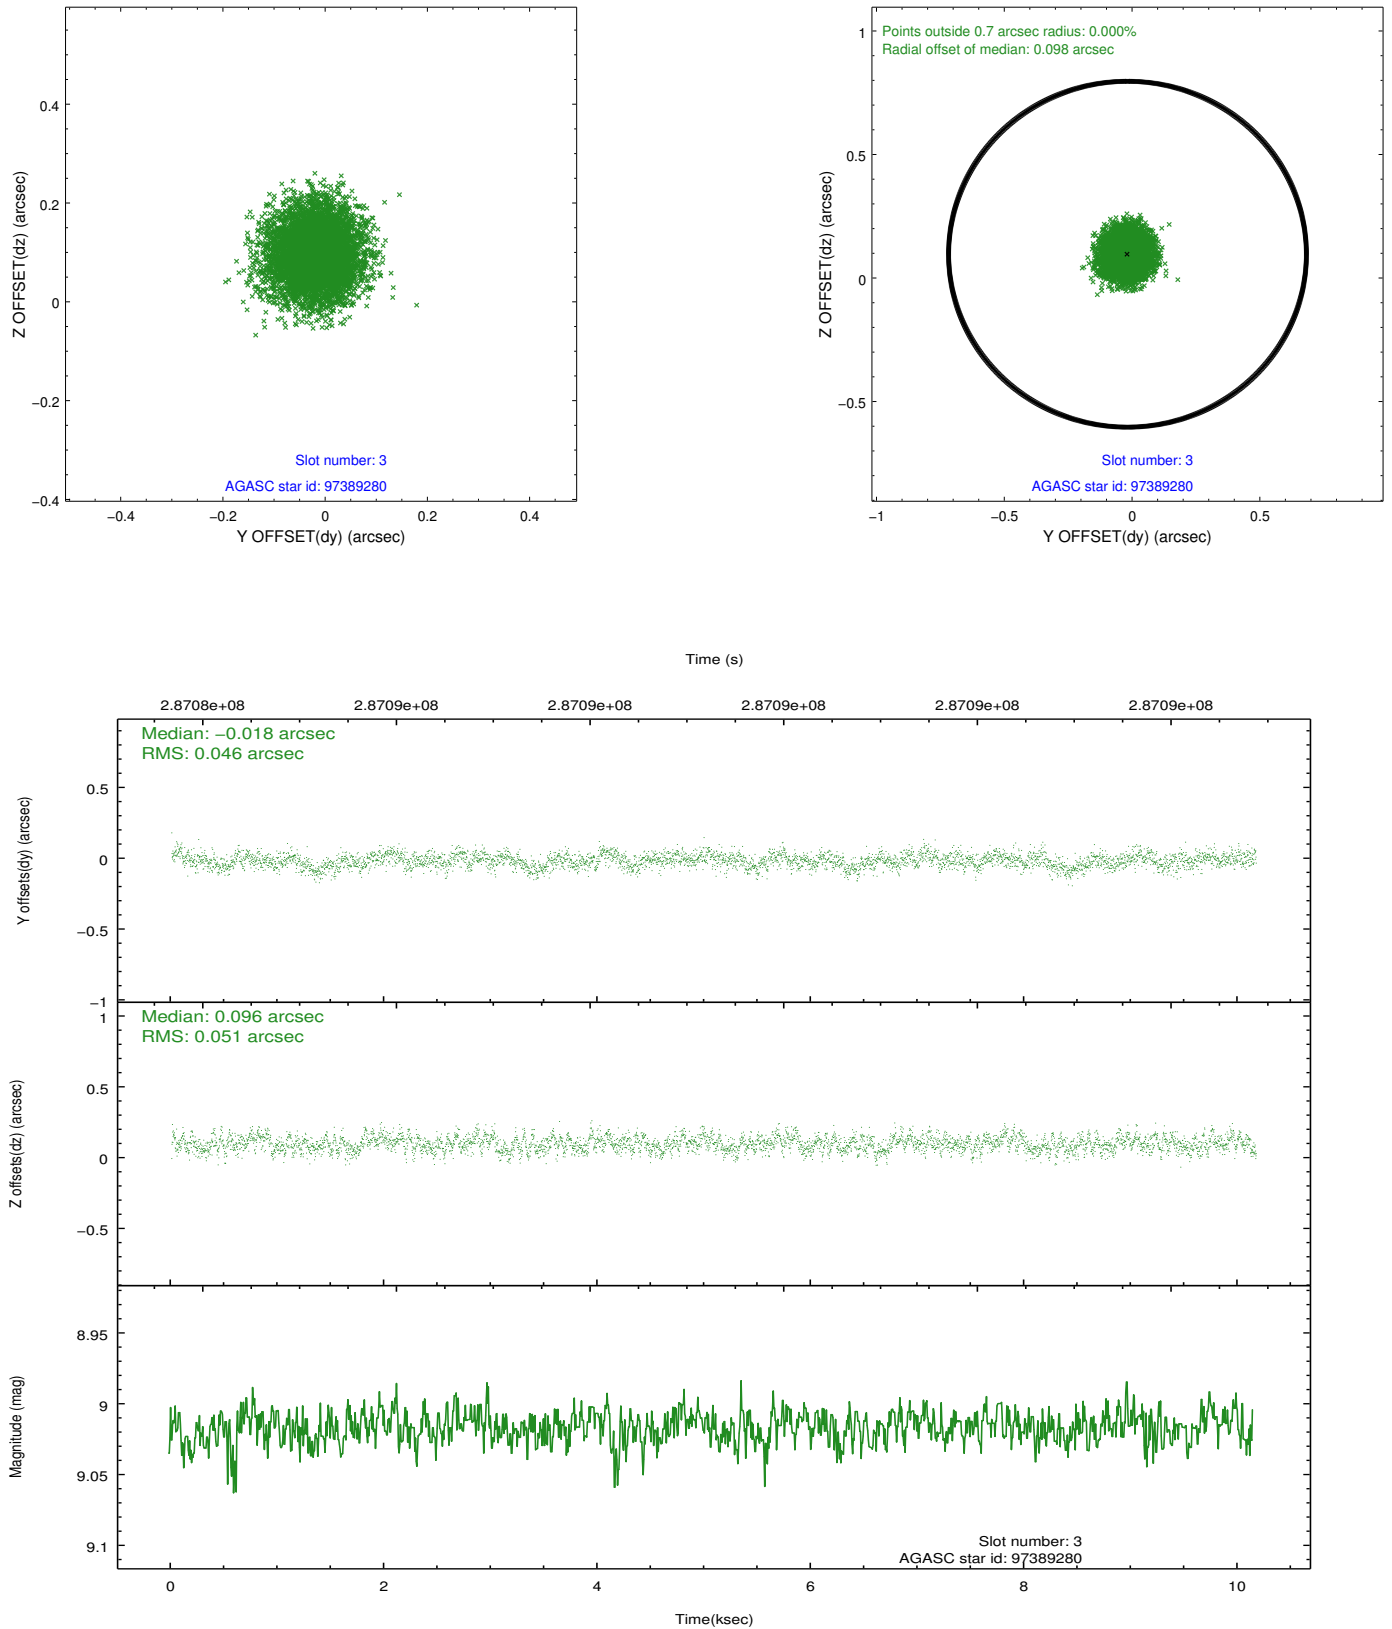 0.4
0.2
0
−0.2
−0.4
Z OFFSET(dz) (arcsec)
Slot number: 3
AGASC star id: 97389280
−0.4 −0.2 0 0.2 0.4
Y OFFSET(dy) (arcsec)
Points outside 0.7 arcsec radius: 0.000%
Radial offset of median: 0.098 arcsec
1
0.5
0
−0.5
Z OFFSET(dz) (arcsec)
Slot number: 3
AGASC star id: 97389280
−1 −0.5 0 0.5
Y OFFSET(dy) (arcsec)
Time (s)
2.8708e+08 2.8709e+08 2.8709e+08 2.8709e+08 2.8709e+08 2.8709e+08
Median: −0.018 arcsec
RMS: 0.046 arcsec
0.5
0
−0.5
−1
Y offsets(dy) (arcsec)
Median: 0.096 arcsec
RMS: 0.051 arcsec
1
0.5
0
−0.5
Z offsets(dz) (arcsec)
8.95
9
9.05
9.1
Magnitude (mag)
Slot number: 3
AGASC star id: 97389280
0 2 4 6 8 10
Time(ksec)